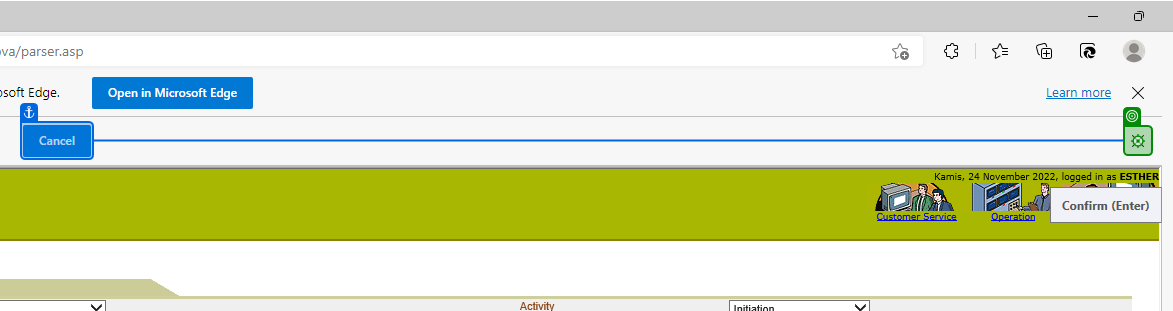 ova/parser.asp
osoft Edge.
Open in Microsoft Edge
Learn more
Cancel
Kamis, 24 November 2022, logged in as ESTHER
Customer Service
Operation
Confirm (Enter)
Activity
Initiation